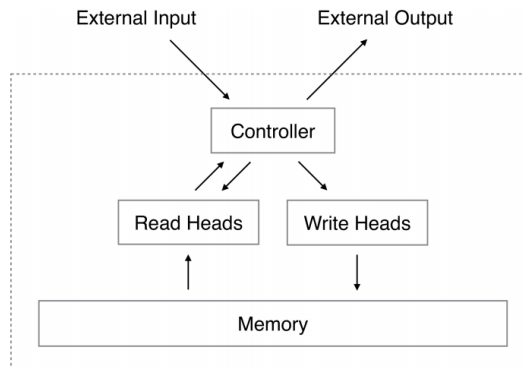 External Input
External Output
Controller
Read Heads
Write Heads
Memory